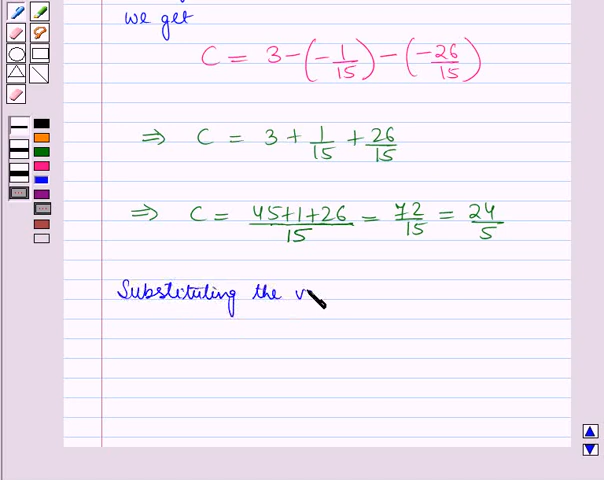 we get
C = 3 - (-1/15) - (-26/15)
⇒ C = 3 + 1/15 + 26/15
⇒ C = 45+1+26/15 = 72/15 = 24/5
Substituting the v